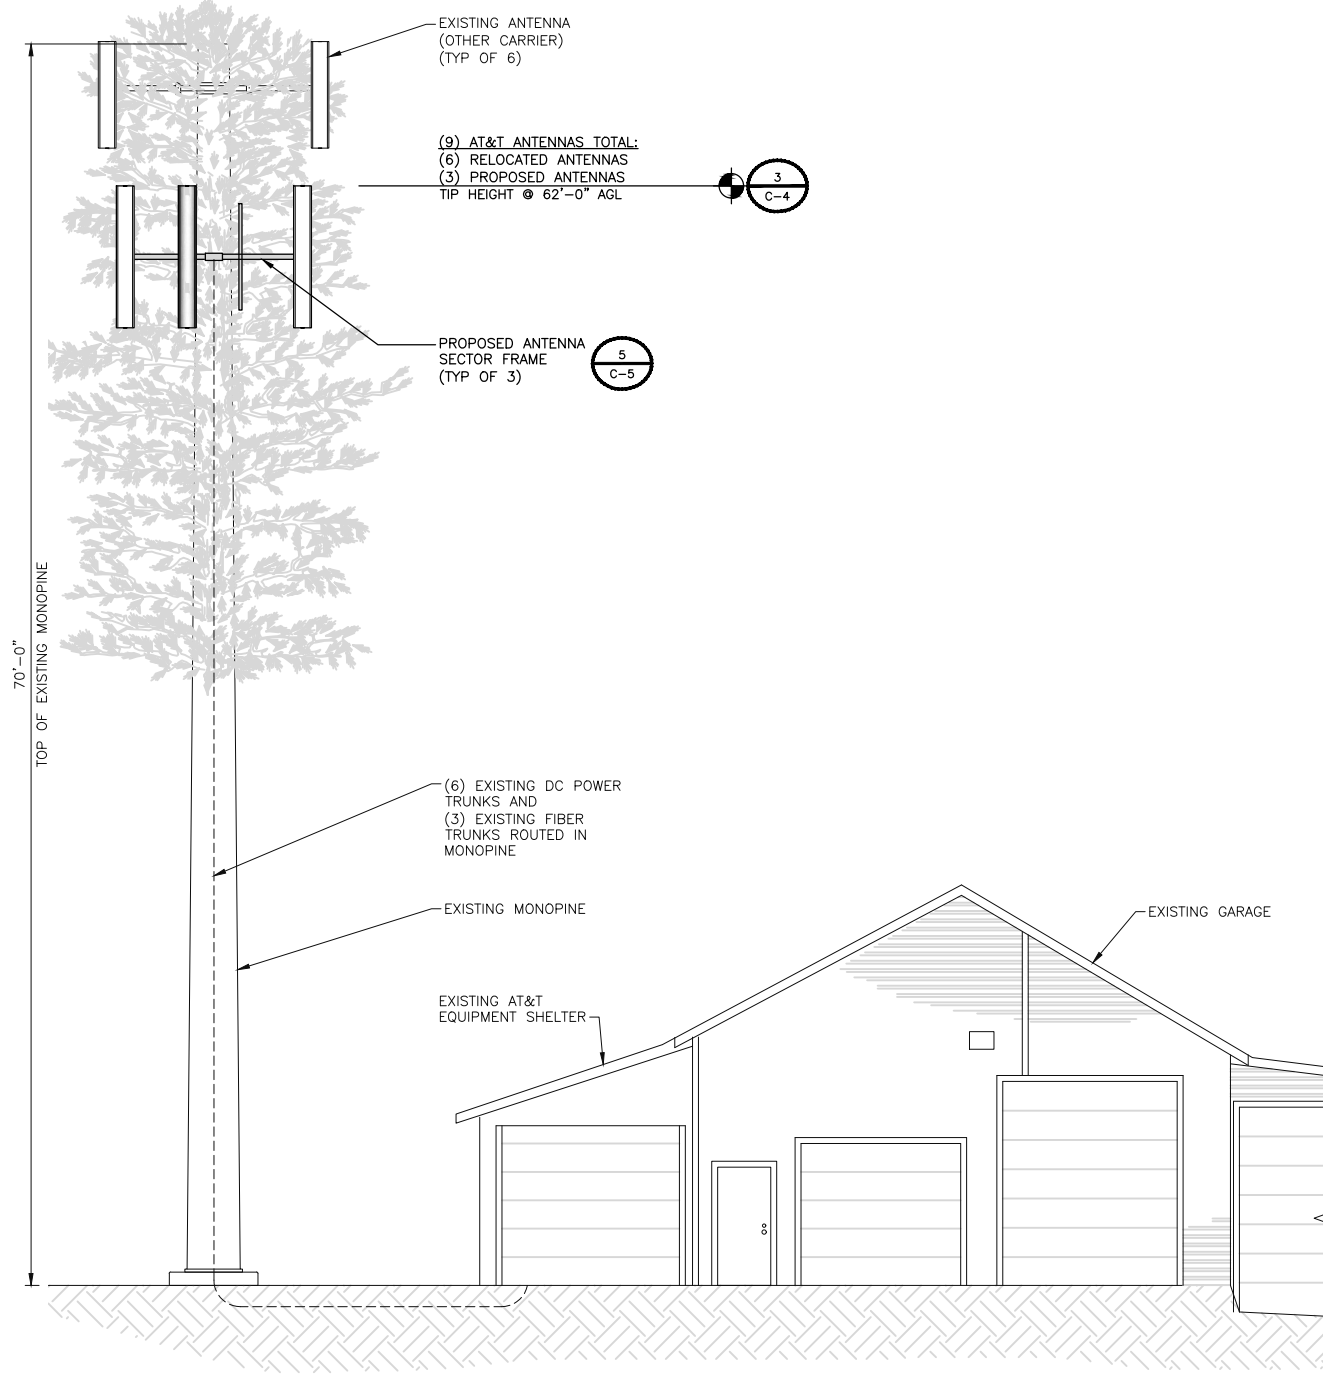 EXISTING ANTENNA
(OTHER CARRIER)
(TYP OF 6)
(9) AT&T ANTENNAS TOTAL:
(6) RELOCATED ANTENNAS
(3) PROPOSED ANTENNAS
TIP HEIGHT @ 62'-0" AGL
3
C-4
PROPOSED ANTENNA
SECTOR FRAME
(TYP OF 3)
5
C-5
70'-0"
TOP OF EXISTING MONOPINE
(6) EXISTING DC POWER
TRUNKS AND
(3) EXISTING FIBER
TRUNKS ROUTED IN
MONOPINE
EXISTING MONOPINE
EXISTING GARAGE
EXISTING AT&T
EQUIPMENT SHELTER